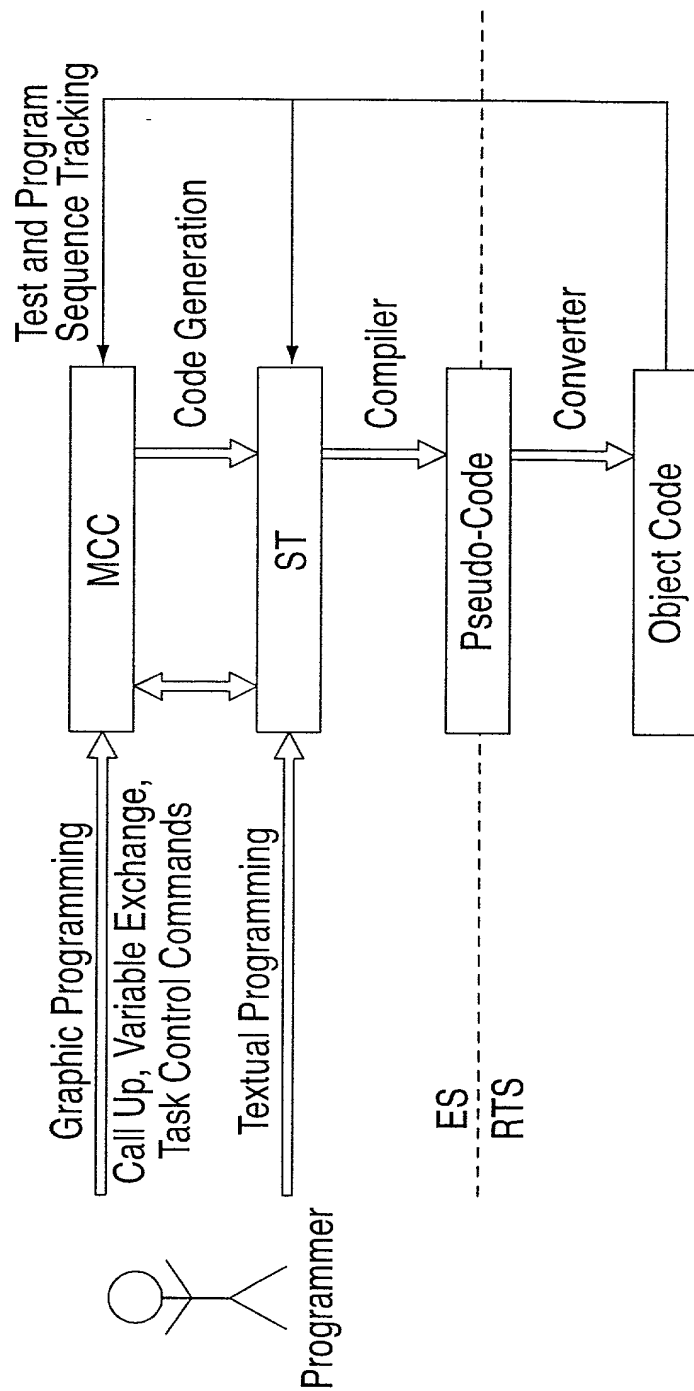 Test and Program
Sequence Tracking
MCC
Code Generation
Graphic Programming
Call Up, Variable Exchange,
Task Control Commands
ST
Compiler
Textual Programming
Programmer
Pseudo-Code
ES
RTS
Converter
Object Code